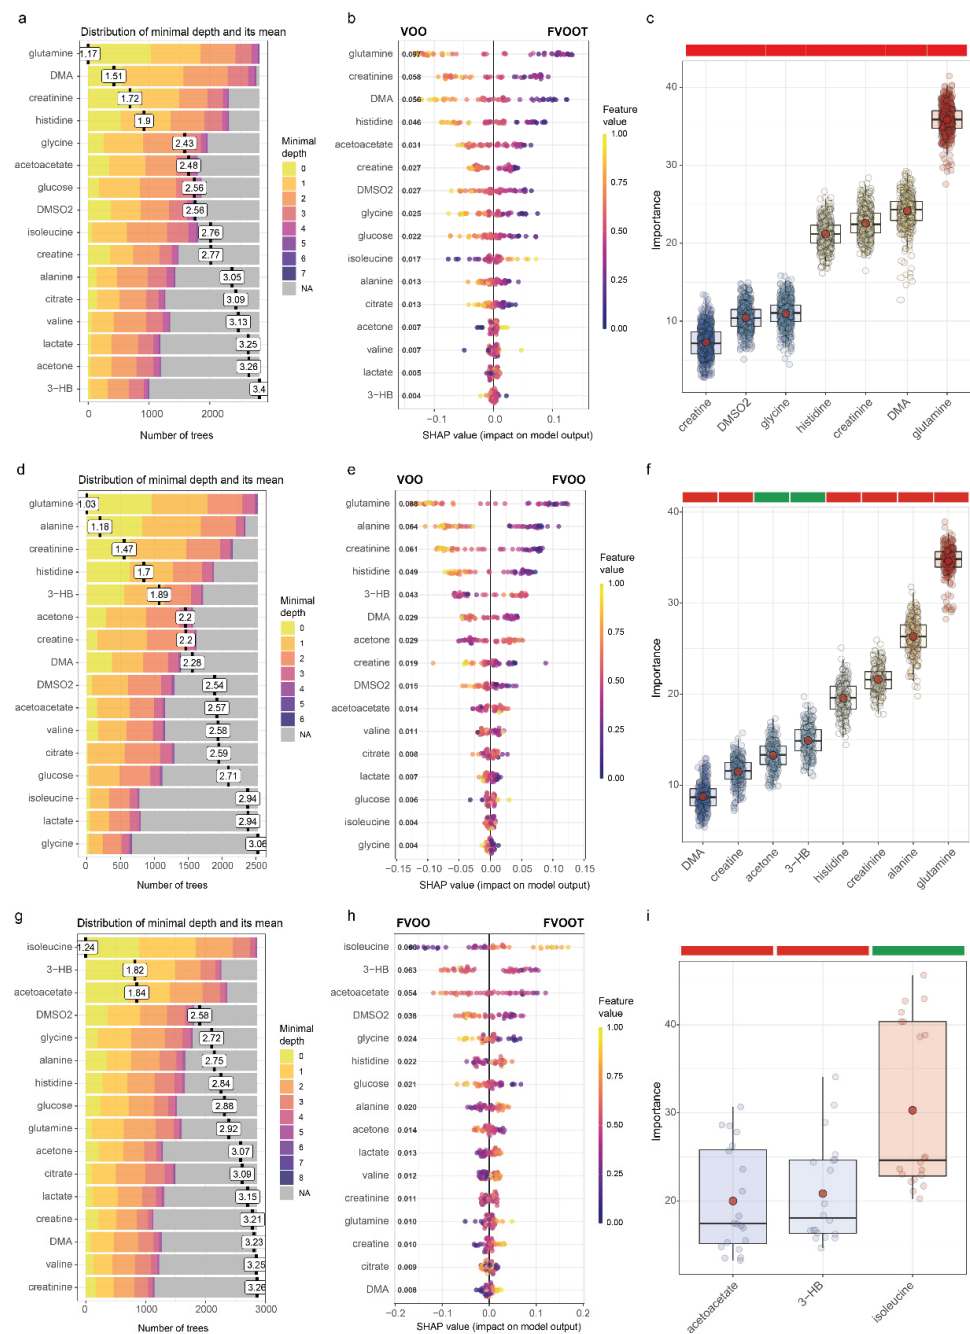 a
Distribution of minimal depth and its mean
glutamine
DMA
creatinine
histidine
glycine
acetoacetate
glucose
DMSO2
isoleucine
creatine
alanine
citrate
valine
lactate
acetone
3-HB
1.17
1.51
1.72
1.9
2.43
2.48
2.56
2.56
2.76
2.77
3.05
3.09
3.13
3.25
3.26
3.4
0
1000
2000
Number of trees
Minimal
depth
0
1
2
3
4
5
6
7
NA
b
VOO
FVOOT
glutamine 0.097
creatinine 0.058
DMA 0.056
histidine 0.046
acetoacetate 0.031
creatine 0.027
DMSO2 0.027
glycine 0.025
glucose 0.022
isoleucine 0.017
alanine 0.013
citrate 0.013
acetone 0.007
valine 0.007
lactate 0.005
3-HB 0.004
−0.1 0.0 0.1
SHAP value (impact on model output)
Feature
value
1.00
0.75
0.50
0.25
0.00
c
Importance
40
30
20
10
creatine
DMSO2
glycine
histidine
creatinine
DMA
glutamine
d
Distribution of minimal depth and its mean
glutamine
alanine
creatinine
histidine
3-HB
acetone
creatine
DMA
DMSO2
acetoacetate
valine
citrate
glucose
isoleucine
lactate
glycine
1.03
1.18
1.47
1.7
1.89
2.2
2.2
2.28
2.54
2.57
2.58
2.59
2.71
2.94
2.94
3.06
0 500 1000 1500 2000 2500
Number of trees
Minimal
depth
0
1
2
3
4
5
6
NA
e
VOO
FVOO
glutamine 0.088
alanine 0.064
creatinine 0.061
histidine 0.049
3-HB 0.043
DMA 0.029
acetone 0.029
creatine 0.019
DMSO2 0.015
acetoacetate 0.014
valine 0.011
citrate 0.008
lactate 0.007
glucose 0.006
isoleucine 0.004
glycine 0.004
−0.15 −0.10 −0.05 0.00 0.05 0.10 0.15
SHAP value (impact on model output)
Feature
value
1.00
0.75
0.50
0.25
0.00
f
Importance
40
30
20
10
DMA
creatine
acetone
3-HB
histidine
creatinine
alanine
glutamine
g
Distribution of minimal depth and its mean
isoleucine
3-HB
acetoacetate
DMSO2
glycine
alanine
histidine
glucose
glutamine
acetone
citrate
lactate
creatine
DMA
valine
creatinine
1.24
1.82
1.84
2.58
2.72
2.75
2.84
2.88
2.92
3.07
3.09
3.15
3.21
3.23
3.25
3.26
0 1000 2000 3000
Number of trees
Minimal
depth
0
1
2
3
4
5
6
7
8
NA
h
FVOO
FVOOT
isoleucine
3-HB 0.063
acetoacetate 0.054
DMSO2 0.036
glycine 0.024
histidine 0.022
glucose 0.021
alanine 0.020
acetone 0.014
lactate 0.013
valine 0.012
creatinine 0.011
glutamine 0.010
creatine 0.010
citrate 0.009
DMA 0.008
−0.2 −0.1 0.0 0.1 0.2
SHAP value (impact on model output)
Feature
value
1.00
0.75
0.50
0.25
0.00
i
Importance
40
30
20
acetoacetate
3-HB
isoleucine